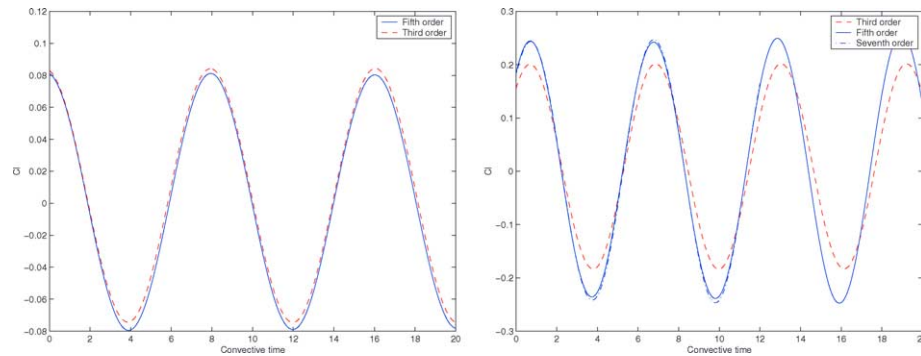 0.12
0.1
0.08
0.06
0.04
0.02
0
−0.02
−0.04
−0.06
−0.08
Cl
0 2 4 6 8 10 12 14 16 18 20
Convective time
Fifth order
Third order
0.3
0.2
0.1
0
−0.1
−0.2
−0.3
Cl
0 2 4 6 8 10 12 14 16 18 2
Convective time
Third order
Fifth order
Seventh order